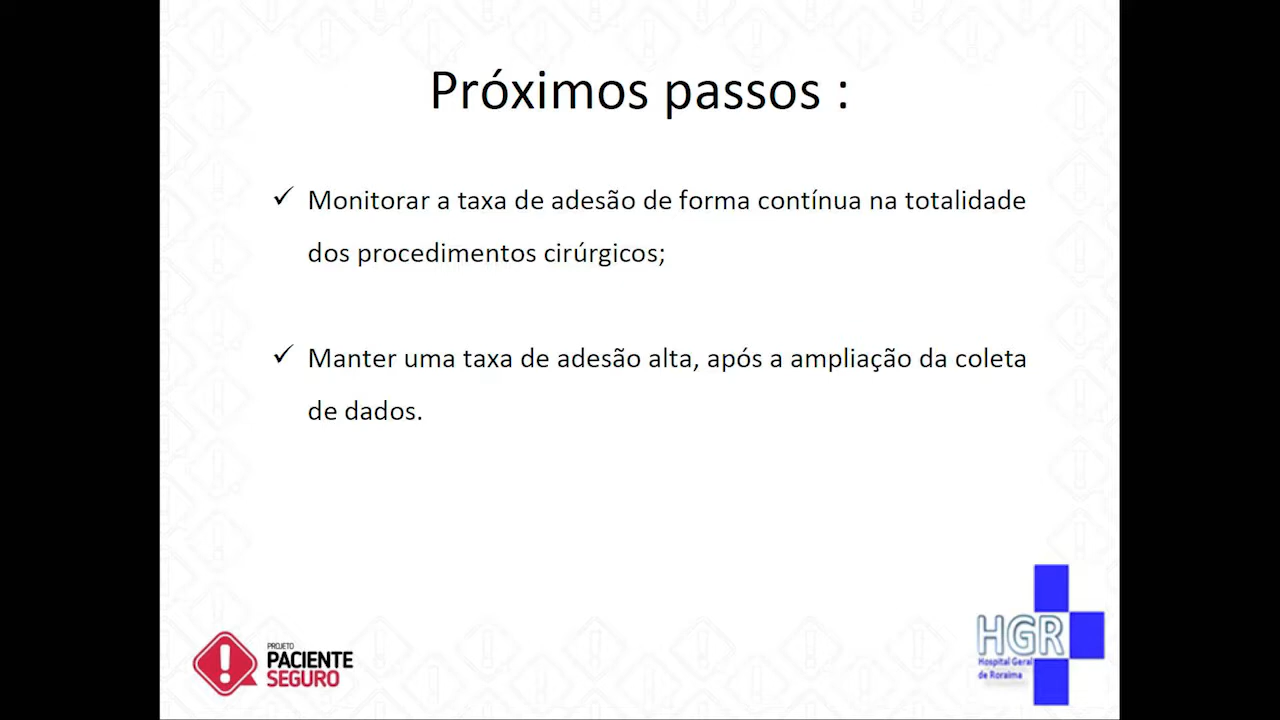 Próximos passos :
✓ Monitorar a taxa de adesão de forma contínua na totalidade
dos procedimentos cirúrgicos;
✓ Manter uma taxa de adesão alta, após a ampliação da coleta
de dados.
PROJETO
PACIENTE
SEGURO
HGR
Hospital Geral
de Roraima